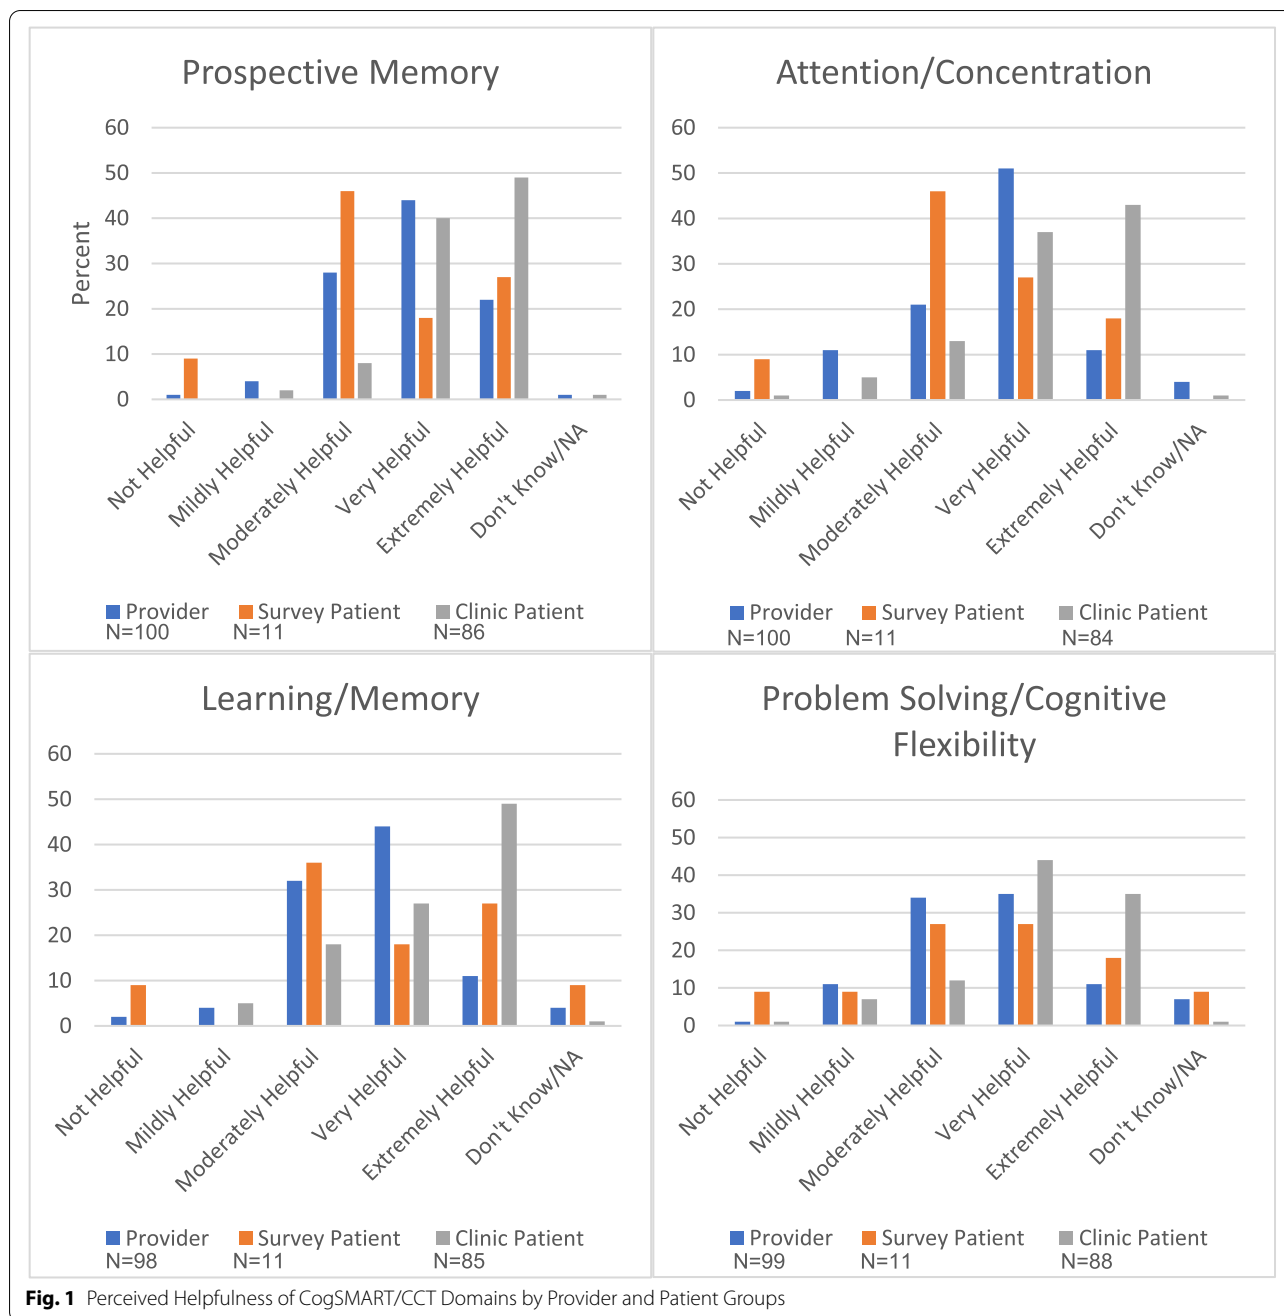 Prospective Memory
Percent
60
50
40
30
20
10
0
Not Helpful
Mildly Helpful
Moderately Helpful
Very Helpful
Extremely Helpful
Don't Know/NA
Provider Survey Patient Clinic Patient
N=100 N=11 N=86
Attention/Concentration
60
50
40
30
20
10
0
Not Helpful
Mildly Helpful
Moderately Helpful
Very Helpful
Extremely Helpful
Don't Know/NA
Provider Survey Patient Clinic Patient
N=100 N=11 N=84
Learning/Memory
60
50
40
30
20
10
0
Not Helpful
Mildly Helpful
Moderately Helpful
Very Helpful
Extremely Helpful
Don't Know/NA
Provider Survey Patient Clinic Patient
N=98 N=11 N=85
Problem Solving/Cognitive
Flexibility
60
50
40
30
20
10
0
Not Helpful
Mildly Helpful
Moderately Helpful
Very Helpful
Extremely Helpful
Don't Know/NA
Provider Survey Patient Clinic Patient
N=99 N=11 N=88
Fig. 1 Perceived Helpfulness of CogSMART/CCT Domains by Provider and Patient Groups